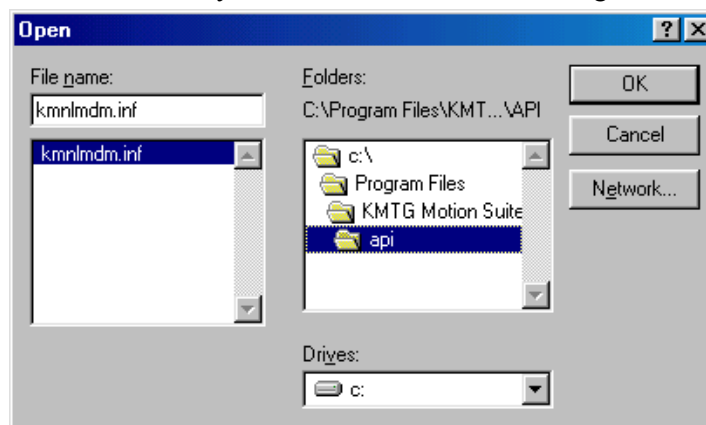 Open
File name:
kmnlmdm.inf
kmnlmdm.inf
Folders:
C:\Program Files\KMT...\API
c:\
Program Files
KMTG Motion Suite
api
Drives:
c:
OK
Cancel
Network...